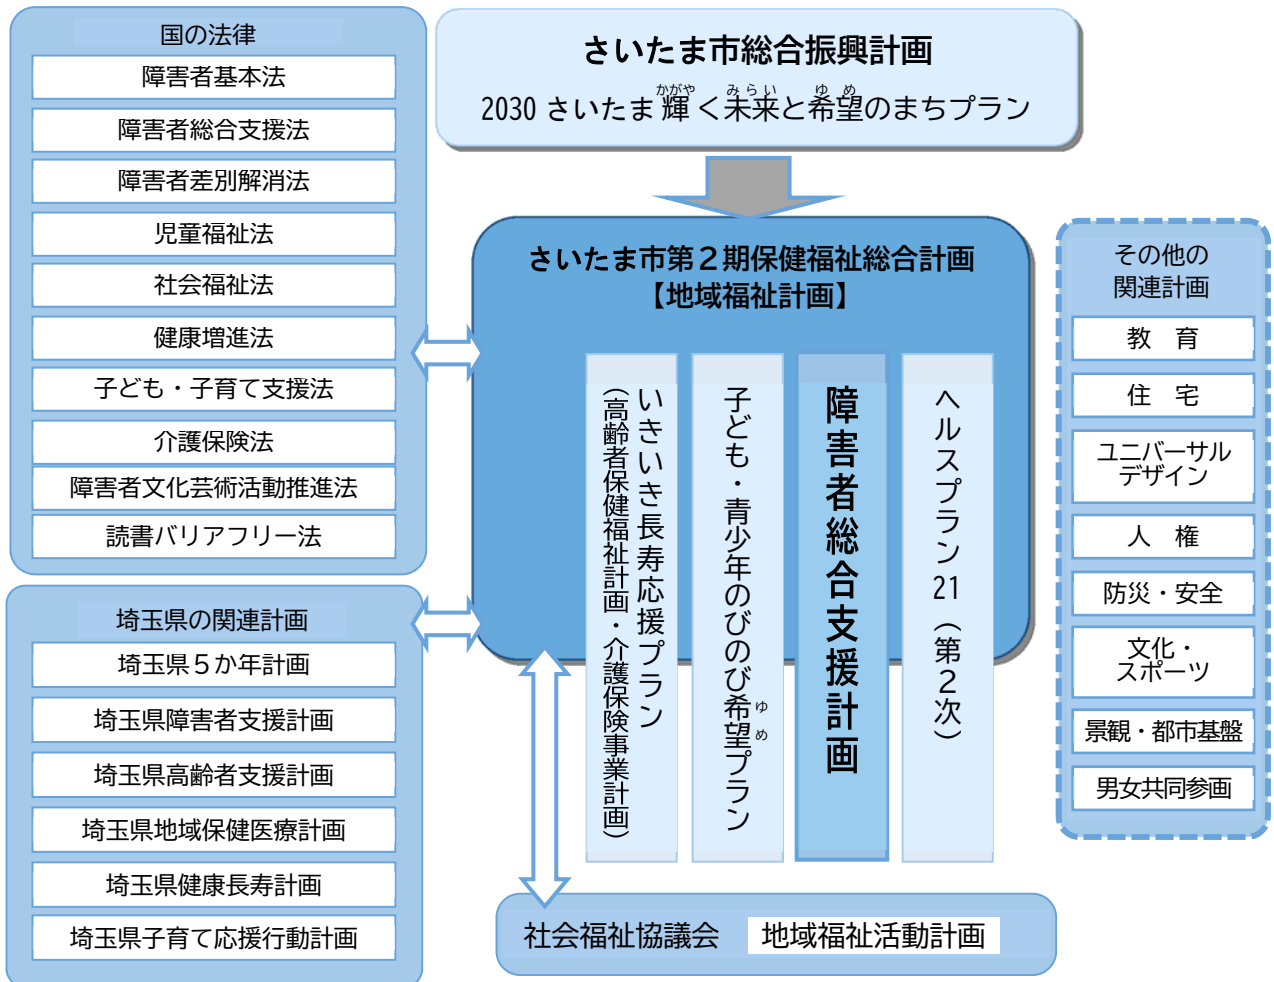 国の法律
障害者基本法
障害者総合支援法
障害者差別解消法
児童福祉法
社会福祉法
健康増進法
子ども・子育て支援法
介護保険法
障害者文化芸術活動推進法
読書バリアフリー法
埼玉県の関連計画
埼玉県５か年計画
埼玉県障害者支援計画
埼玉県高齢者支援計画
埼玉県地域保健医療計画
埼玉県健康長寿計画
埼玉県子育て応援行動計画
さいたま市総合振興計画
かがや みらい ゆめ
2030 さいたま輝く未来と希望のまちプラン
さいたま市第２期保健福祉総合計画
【地域福祉計画】
いきいき長寿応援プラン
（高齢者保健福祉計画・介護保険事業計画）
子ども・青少年のびのび希望プラン
ゆめ
障害者総合支援計画
ヘルスプラン 21（第２次）
社会福祉協議会 地域福祉活動計画
その他の
関連計画
教　育
住　宅
ユニバーサル
デザイン
人　権
防災・安全
文化・
スポーツ
景観・都市基盤
男女共同参画